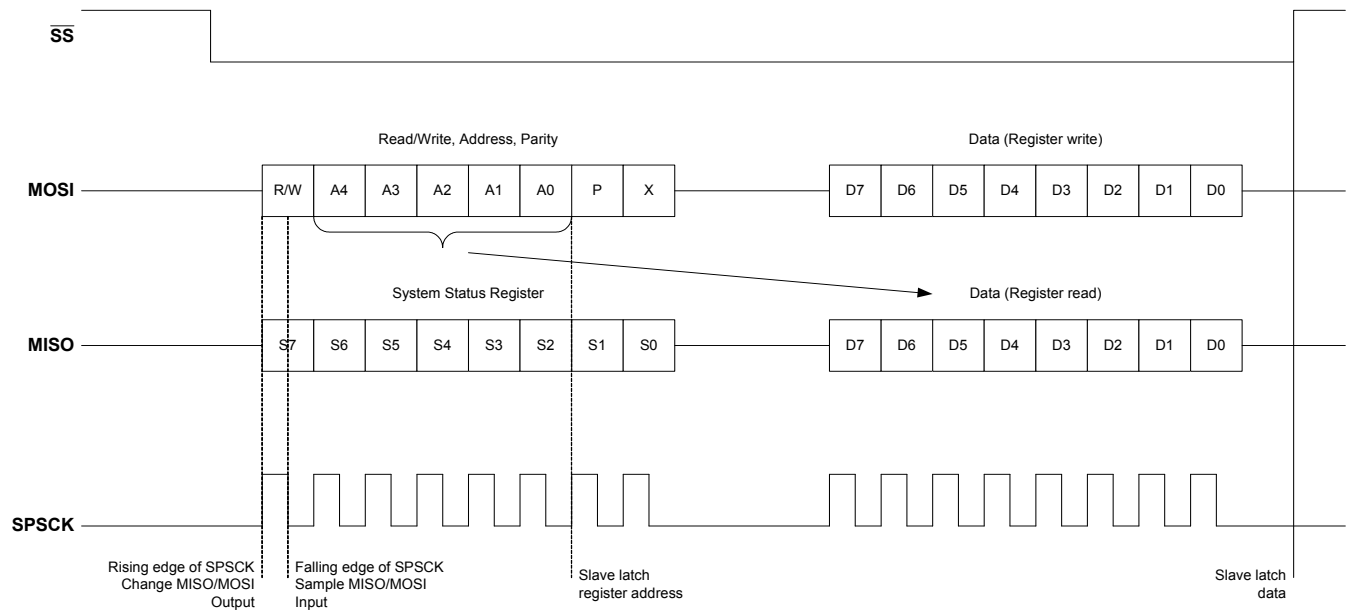 SS
Read/Write, Address, Parity
Data (Register write)
MOSI
R/W A4 A3 A2 A1 A0 P X
D7 D6 D5 D4 D3 D2 D1 D0
System Status Register
Data (Register read)
MISO
S7 S6 S5 S4 S3 S2 S1 S0
D7 D6 D5 D4 D3 D2 D1 D0
SPSCK
Rising edge of SPSCK
Change MISO/MOSI
Output
Falling edge of SPSCK
Sample MISO/MOSI
Input
Slave latch
register address
Slave latch
data